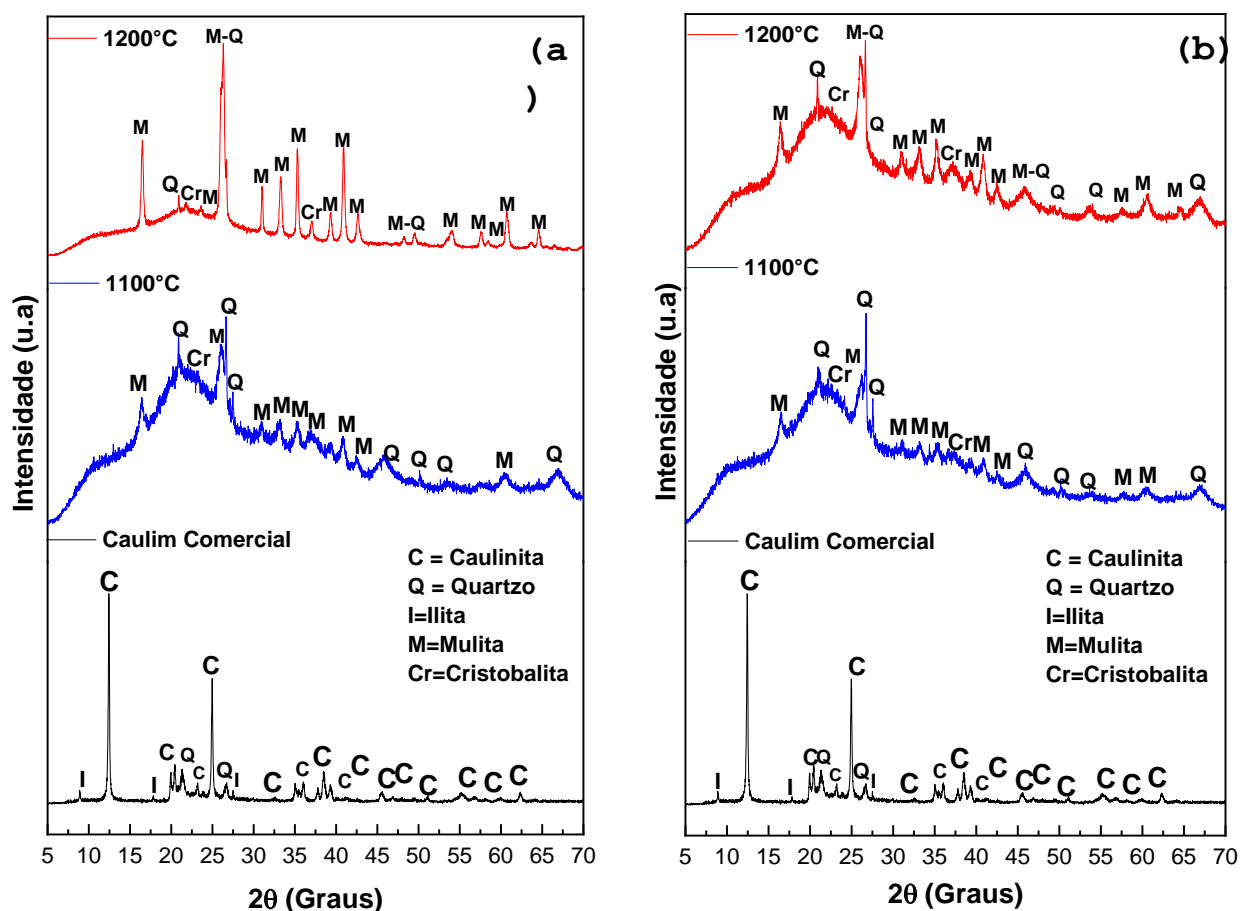 1200°C
(a
)
M-Q
M
Q
Cr
M
M
M
M
Cr
M
M
M
M-Q
M
M
M
M
M
1100°C
M
Q
Cr
M
Q
Q
M
M
M
M
M
M
Q
Q
Q
M
Q
Caulim Comercial
C = Caulinita
Q = Quartzo
I=Ilita
M=Mulita
Cr=Cristobalita
I
C
I
C
Q
C
C
Q
I
C
C
C
C
C
C
C
C
C
C
C
5 10 15 20 25 30 35 40 45 50 55 60 65 70
2θ (Graus)
Intensidade (u.a)
1200°C
(b)
M
Q
Cr
M-Q
Q
M
M
M
Cr
M
M
M
M-Q
Q
Q
M
M
M
Q
1100°C
M
Q
Cr
M
Q
Q
M
M
M
Cr
M
M
Q
Q
Q
M
M
Q
Caulim Comercial
C = Caulinita
Q = Quartzo
I=Ilita
M=Mulita
Cr=Cristobalita
I
C
I
C
Q
C
C
Q
I
C
C
C
C
C
C
C
C
C
C
C
5 10 15 20 25 30 35 40 45 50 55 60 65 70
2θ (Graus)
Intensidade (u.a)